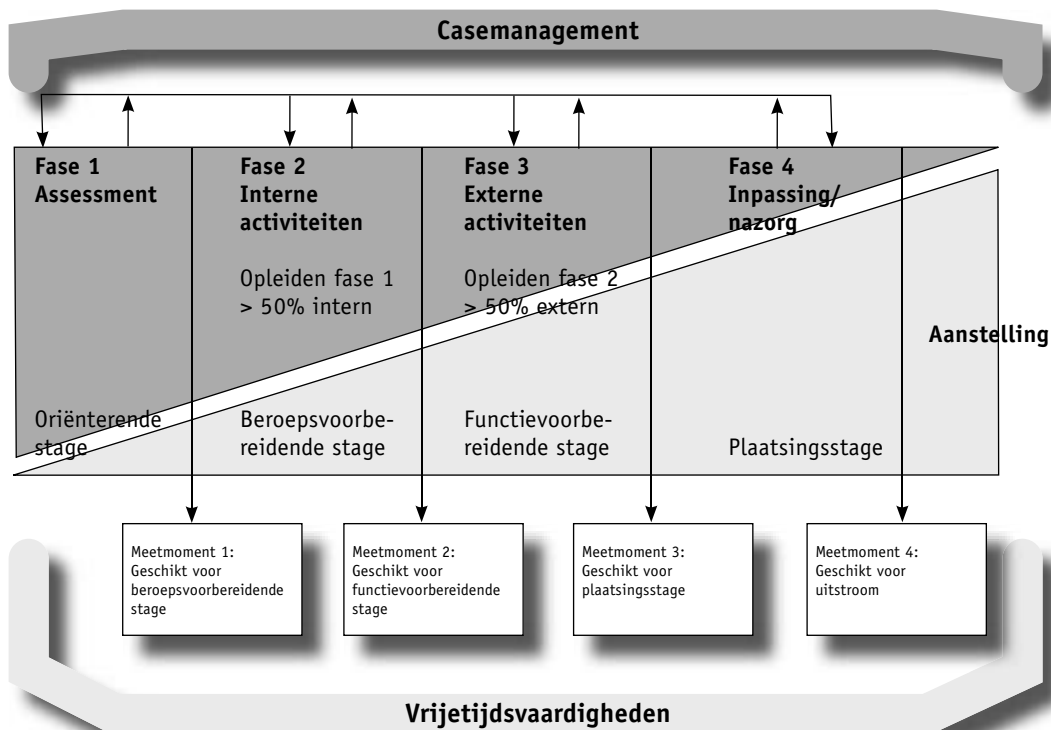 Casemanagement
Fase 1
Assessment
Fase 2
Interne
activiteiten
Opleiden fase 1
> 50% intern
Fase 3
Externe
activiteiten
Opleiden fase 2
> 50% extern
Fase 4
Inpassing/
nazorg
Aanstelling
Oriënterende
stage
Beroepsvoorbe-
reidende stage
Functievoorbe-
reidende stage
Plaatsingsstage
Meetmoment 1:
Geschikt voor
beroepsvoorbereidende
stage
Meetmoment 2:
Geschikt voor
functievoorbereidende
stage
Meetmoment 3:
Geschikt voor
plaatsingsstage
Meetmoment 4:
Geschikt voor
uitstroom
Vrijetijdsvaardigheden